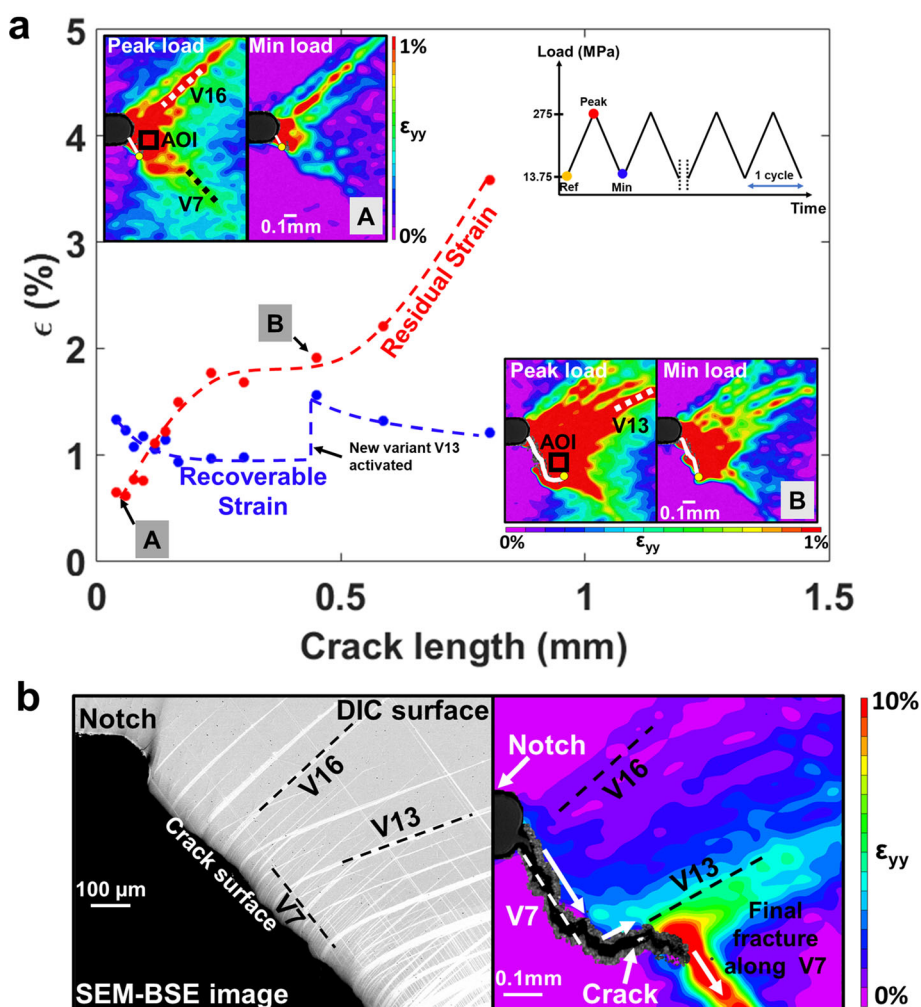 a
5
4
3
2
1
0
ϵ (%)
0
0.5
1
1.5
Crack length (mm)
Peak load
Min load
V16
AOI
V7
0.1mm
A
1%
εyy
0%
Load (MPa)
Peak
275
13.75
Ref
Min
1 cycle
Time
Residual Strain
B
A
Recoverable
Strain
New variant V13
activated
Peak load
Min load
V13
AOI
0.1mm
B
0%
εyy
1%
b
Notch
DIC surface
V16
V13
V7
Crack surface
100 μm
SEM-BSE image
Notch
V16
V13
V7
Final
fracture
along V7
0.1mm
Crack
10%
εyy
0%